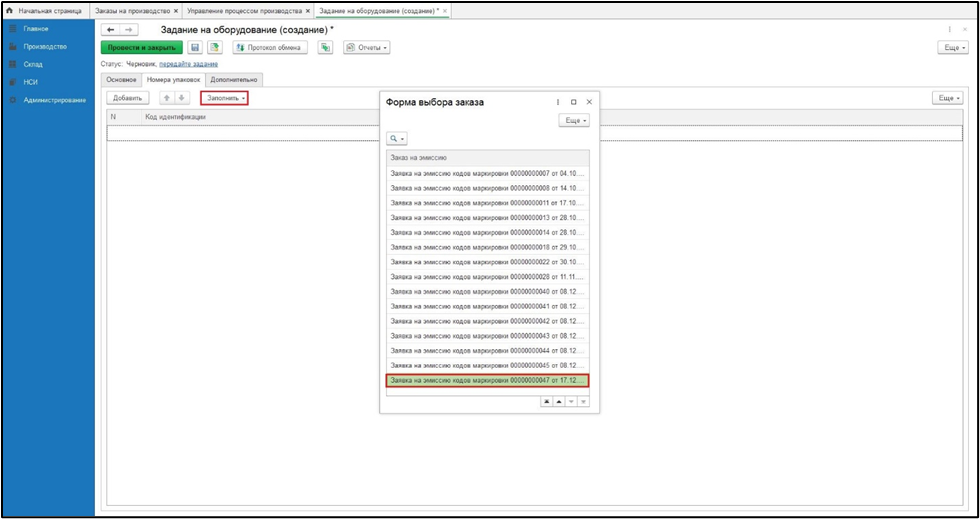 Начальная страница
Заказы на производство ×
Управление процессом производства ×
Задание на оборудование (создание) * ×
Главное
Производство
Склад
НСИ
Администрирование
Задание на оборудование (создание) *
Провести и закрыть
Протокол обмена
Отчеты
Еще
Статус: Черновик, передайте задание
Основное
Номера упаковок
Дополнительно
Добавить
Заполнить
Еще
N
Код идентификации
Форма выбора заказа
Еще
Заказ на эмиссию
Заявка на эмиссию кодов маркировки 00000000007 от 04.10....
Заявка на эмиссию кодов маркировки 00000000008 от 14.10....
Заявка на эмиссию кодов маркировки 00000000011 от 17.10....
Заявка на эмиссию кодов маркировки 00000000013 от 28.10....
Заявка на эмиссию кодов маркировки 00000000014 от 28.10....
Заявка на эмиссию кодов маркировки 00000000018 от 29.10....
Заявка на эмиссию кодов маркировки 00000000022 от 30.10....
Заявка на эмиссию кодов маркировки 00000000028 от 11.11....
Заявка на эмиссию кодов маркировки 00000000040 от 08.12....
Заявка на эмиссию кодов маркировки 00000000041 от 08.12....
Заявка на эмиссию кодов маркировки 00000000042 от 08.12....
Заявка на эмиссию кодов маркировки 00000000043 от 08.12....
Заявка на эмиссию кодов маркировки 00000000044 от 08.12....
Заявка на эмиссию кодов маркировки 00000000045 от 08.12....
Заявка на эмиссию кодов маркировки 00000000047 от 17.12....